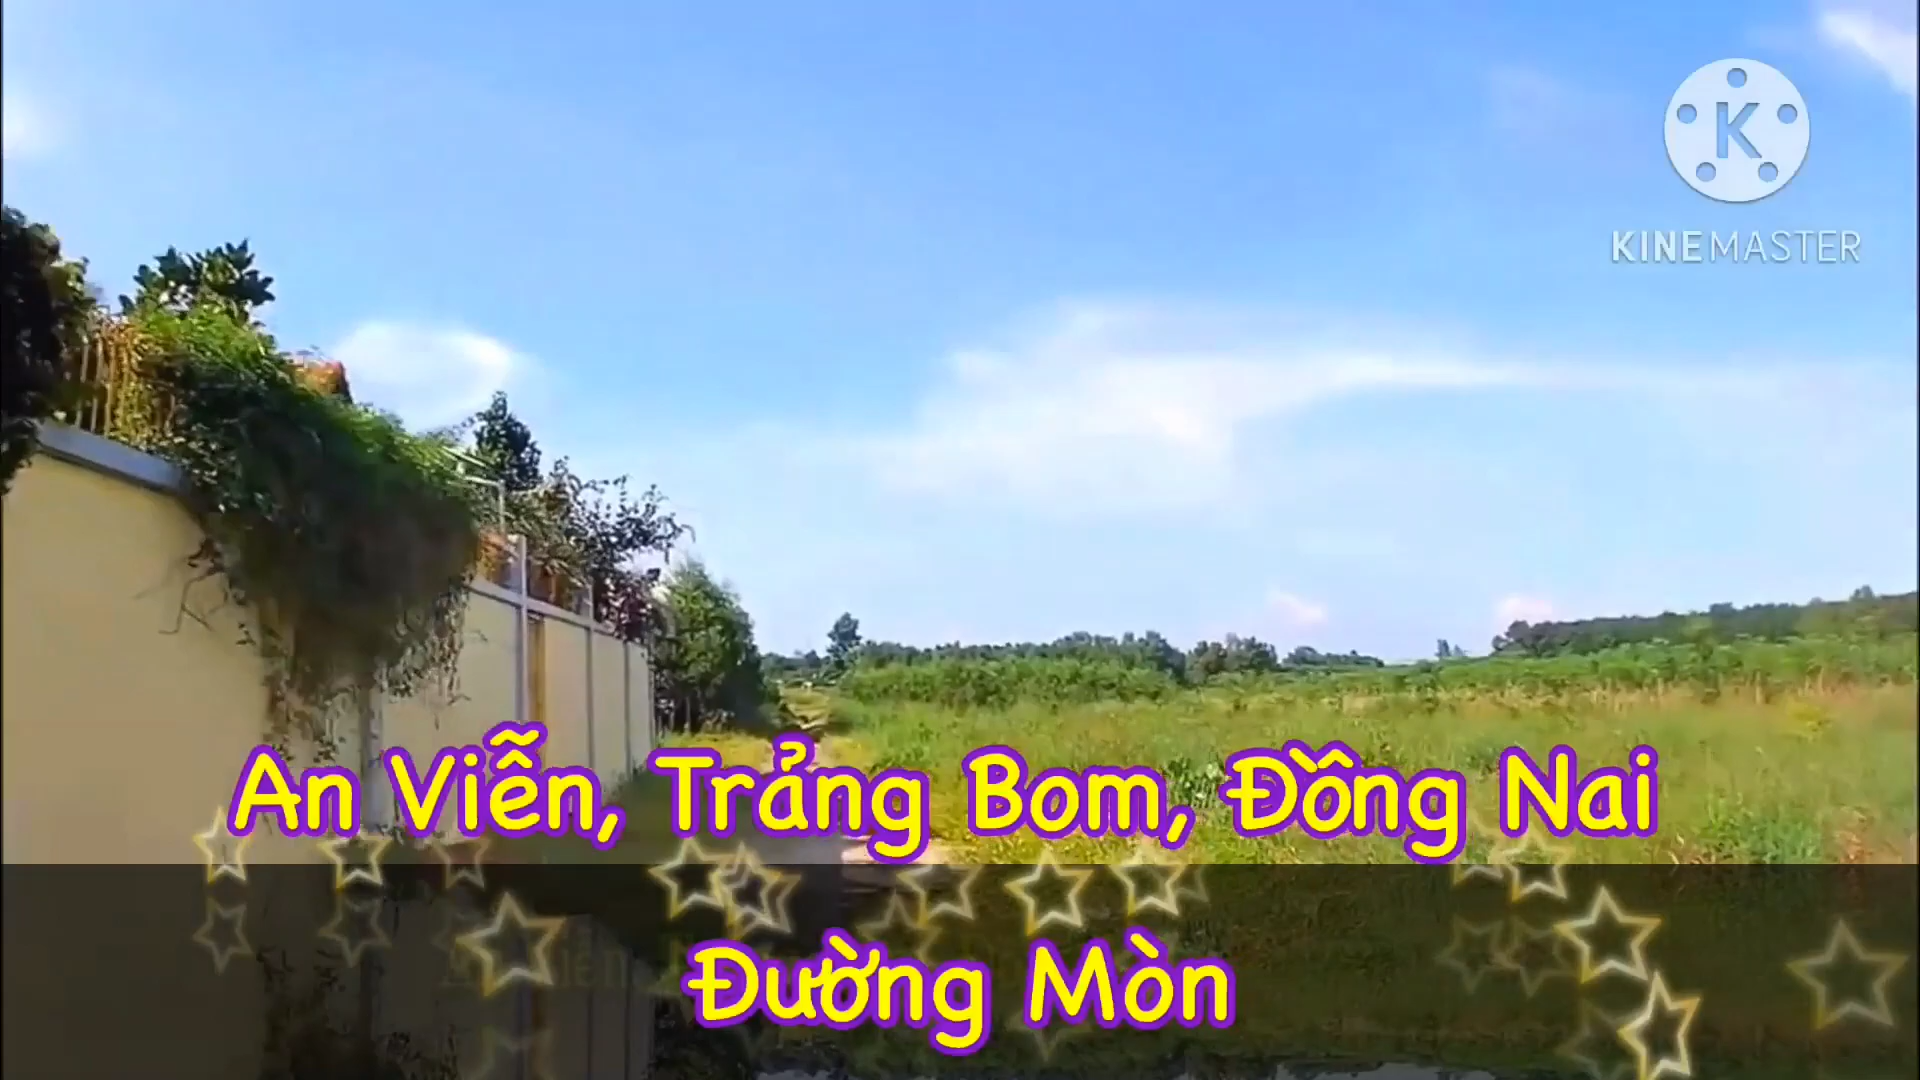 K
KINEMASTER
An Viễn, Trảng Bom, Đồng Nai
Đường Mòn